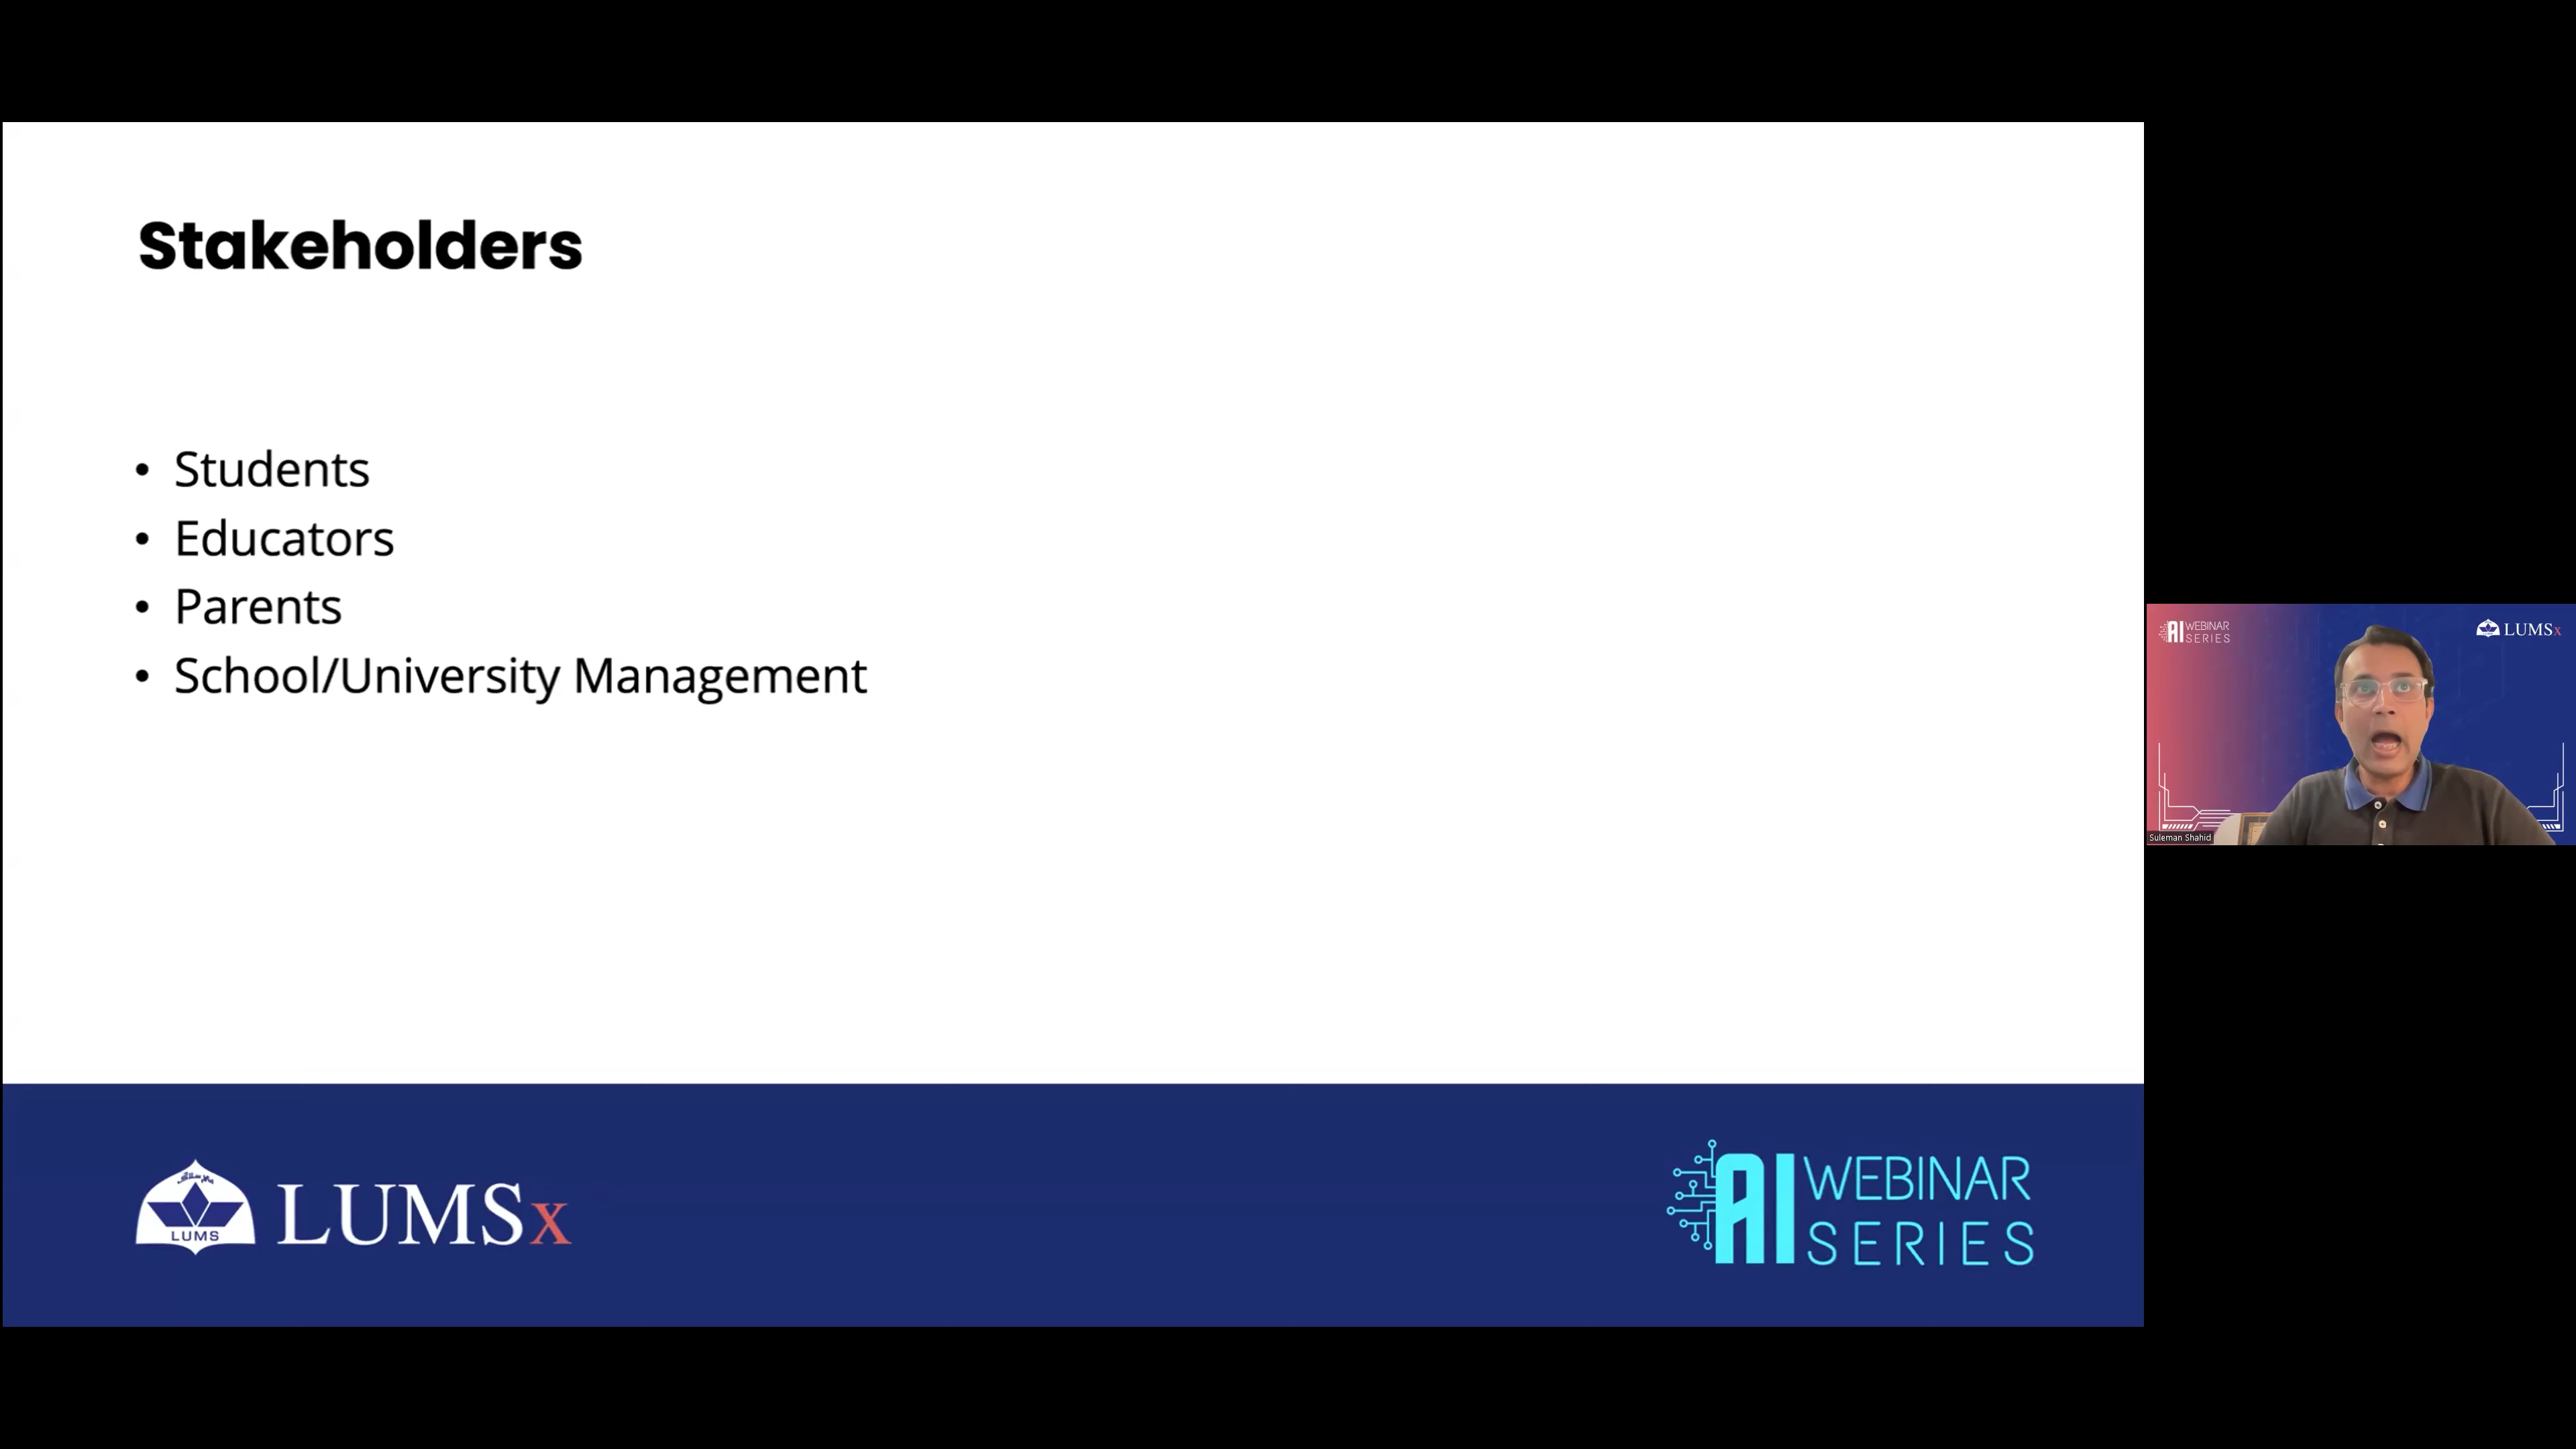 Stakeholders
• Students
• Educators
• Parents
• School/University Management
LUMS
LUMSx
AI WEBINAR
SERIES
AI WEBINAR
SERIES
LUMSx
Suleman Shahid